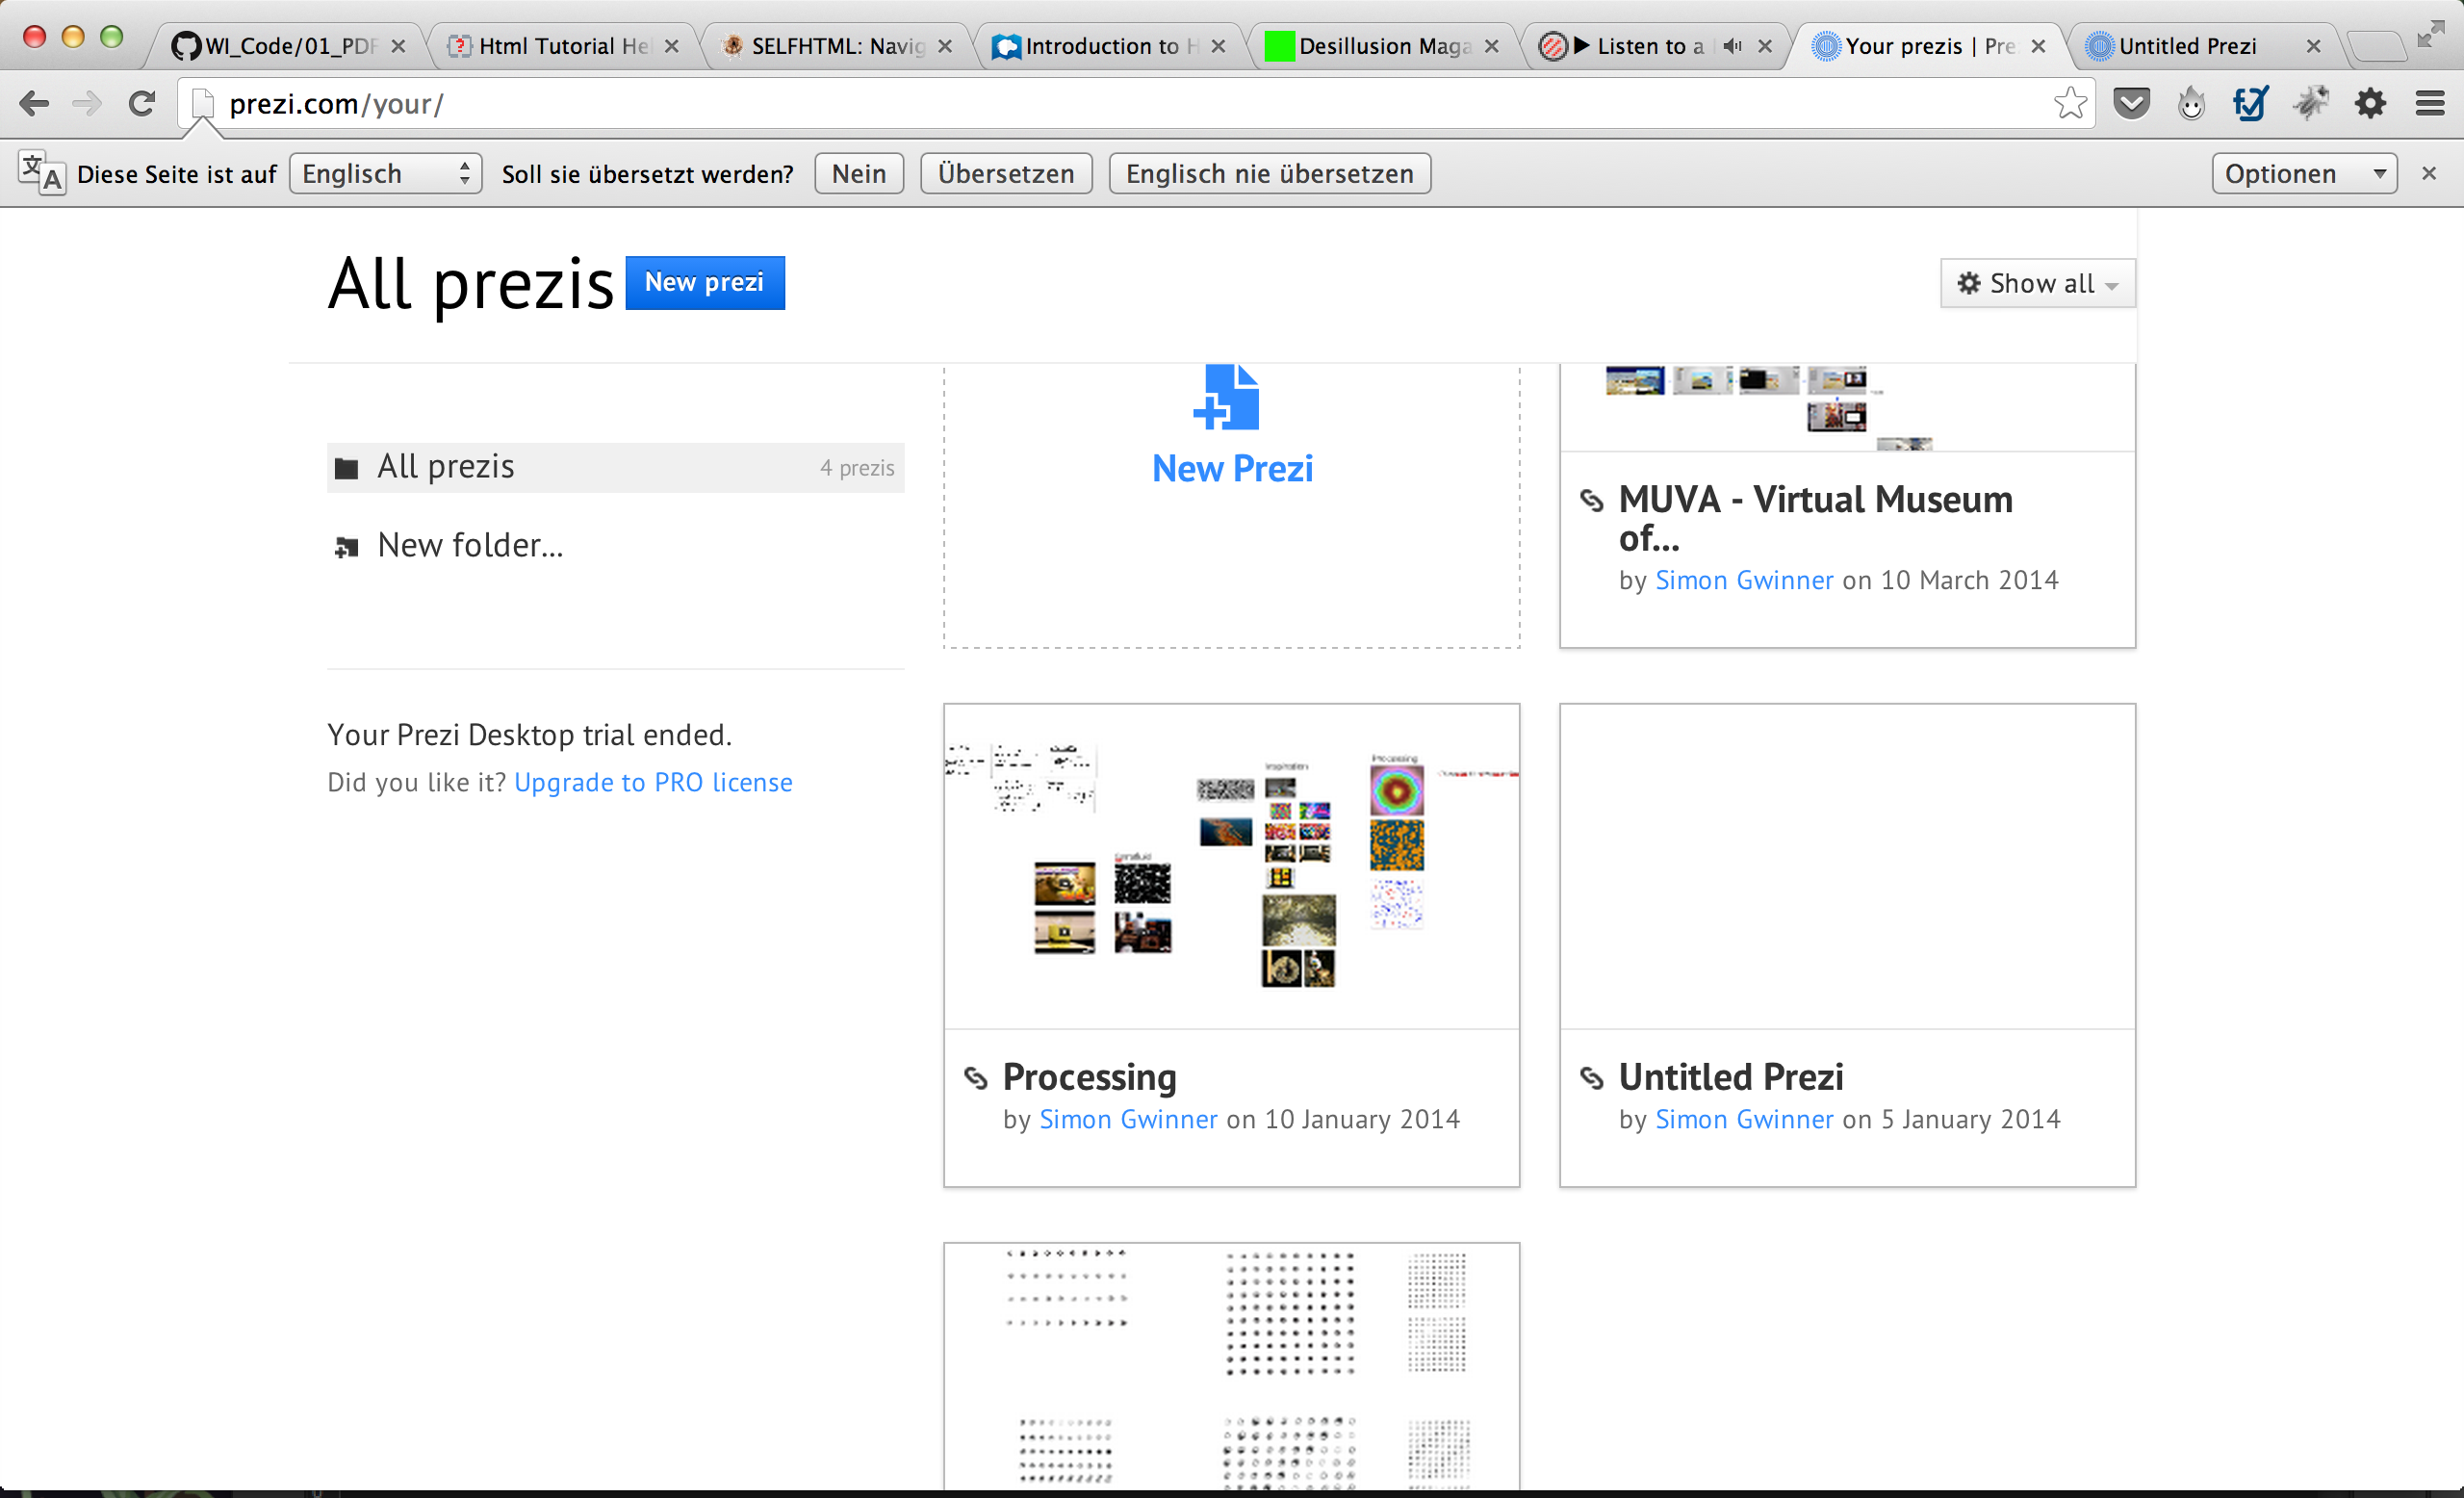 WI_Code/01_PDF
Html Tutorial He
SELFHTML: Navig
Introduction to H
Desillusion Maga
▶ Listen to a
Your prezis | Pre
Untitled Prezi
prezi.com/your/
Diese Seite ist auf Englisch Soll sie übersetzt werden? Nein Übersetzen Englisch nie übersetzen Optionen
All prezis New prezi Show all
All prezis 4 prezis
New folder...
Your Prezi Desktop trial ended.
Did you like it? Upgrade to PRO license
New Prezi
MUVA - Virtual Museum
of...
by Simon Gwinner on 10 March 2014
Inspiration
Processing
Processing
by Simon Gwinner on 10 January 2014
Untitled Prezi
by Simon Gwinner on 5 January 2014